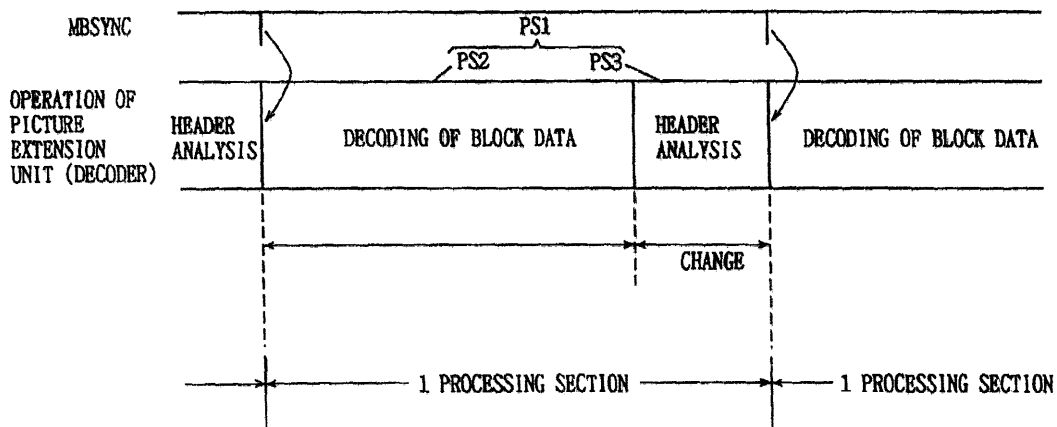 MBSYNC
PS1
PS2
PS3
OPERATION OF
PICTURE
EXTENSION
UNIT (DECODER)
HEADER
ANALYSIS
DECODING OF BLOCK DATA
HEADER
ANALYSIS
DECODING OF BLOCK DATA
CHANGE
1 PROCESSING SECTION
1 PROCESSING SECTION